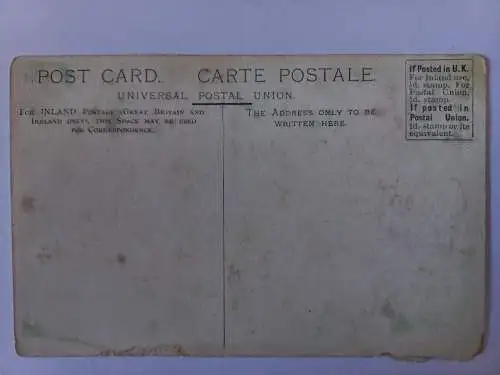 POST CARD. CARTE POSTALE.
UNIVERSAL POSTAL UNION.
FOR INLAND POSTAGE (GREAT BRITAIN AND
IRELAND ONLY), THIS SPACE MAY BE USED
FOR CORRESPONDENCE.
THE ADDRESS ONLY TO BE
WRITTEN HERE.
If Posted in U.K.
For Inland use,
½d. stamp. For
Postal Union,
1d. stamp.
If posted in
Postal Union.
1d. stamp or its
equivalent.